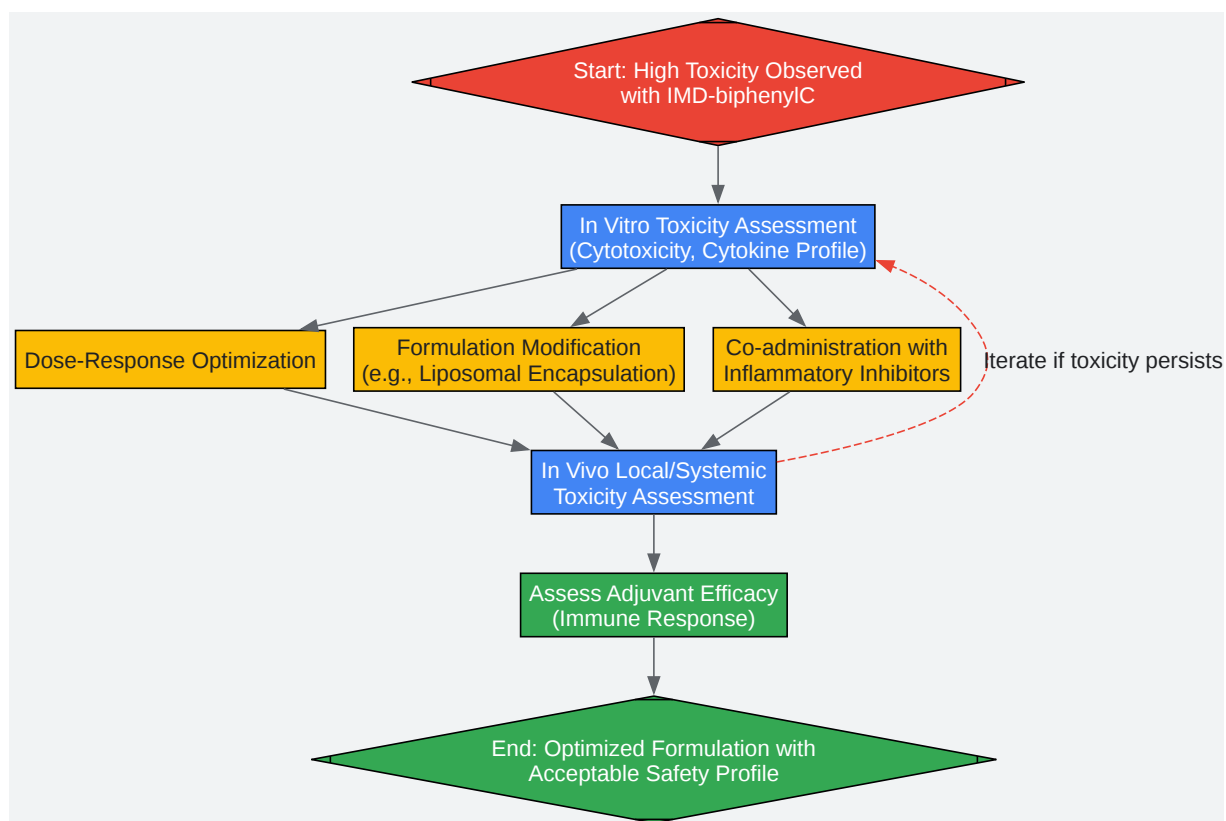 Start: High Toxicity Observed
with IMD-biphenylC
In Vitro Toxicity Assessment
(Cytotoxicity, Cytokine Profile)
Dose-Response Optimization
Formulation Modification
(e.g., Liposomal Encapsulation)
Co-administration with
Inflammatory Inhibitors
Iterate if toxicity persists
In Vivo Local/Systemic
Toxicity Assessment
Assess Adjuvant Efficacy
(Immune Response)
End: Optimized Formulation with
Acceptable Safety Profile